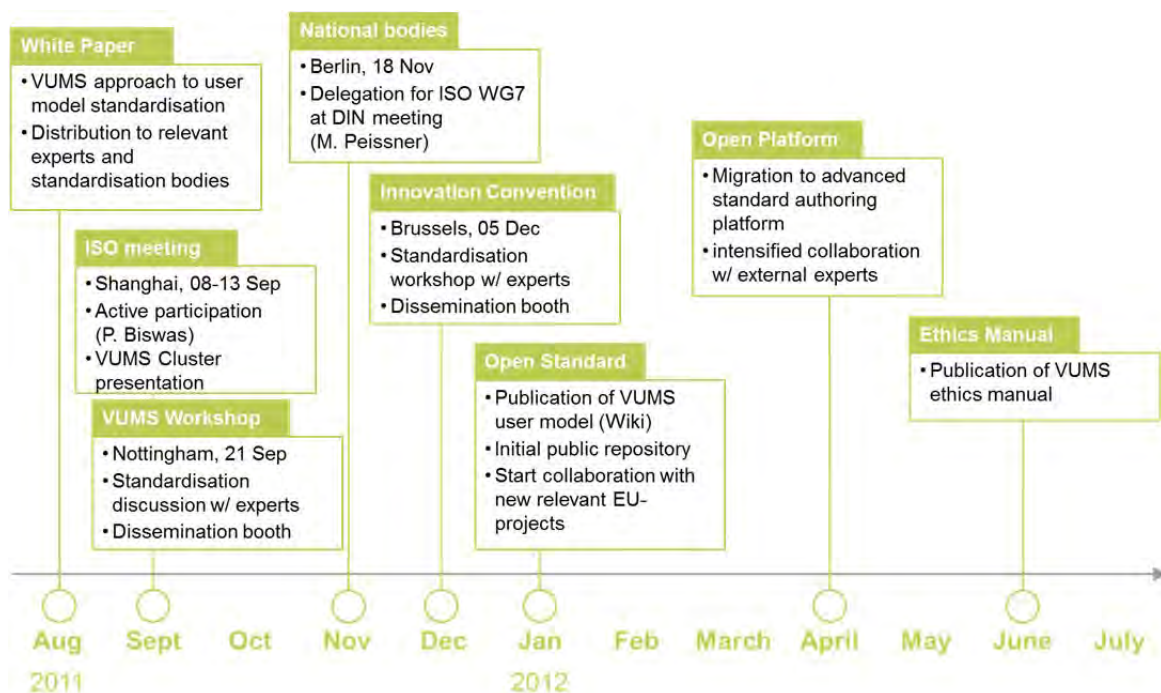 White Paper
• VUMS approach to user
model standardisation
• Distribution to relevant
experts and
standardisation bodies
ISO meeting
• Shanghai, 08-13 Sep
• Active participation
(P. Biswas)
• VUMS Cluster
presentation
VUMS Workshop
• Nottingham, 21 Sep
• Standardisation
discussion w/ experts
• Dissemination booth
National bodies
• Berlin, 18 Nov
• Delegation for ISO WG7
at DIN meeting
(M. Peissner)
Innovation Convention
• Brussels, 05 Dec
• Standardisation
workshop w/ experts
• Dissemination booth
Open Standard
• Publication of VUMS
user model (Wiki)
• Initial public repository
• Start collaboration with
new relevant EU-
projects
Open Platform
• Migration to advanced
standard authoring
platform
• intensified collaboration
w/ external experts
Ethics Manual
• Publication of VUMS
ethics manual
Aug Sept Oct Nov Dec Jan Feb March April May June July
2011 2012